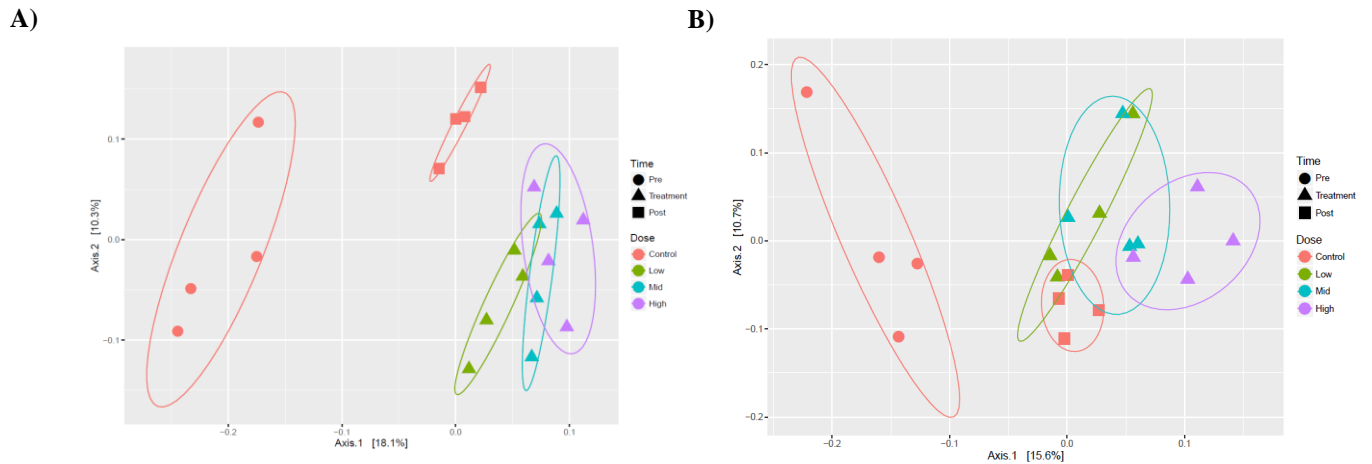 A)
0.1
0.0
−0.1
Axis.2 [10.3%]
−0.2
−0.1
0.0
0.1
Axis.1 [18.1%]
Time
Pre
Treatment
Post
Dose
Control
Low
Mid
High
B)
0.2
0.1
0.0
−0.1
−0.2
Axis.2 [10.7%]
−0.2
−0.1
0.0
0.1
Axis.1 [15.6%]
Time
Pre
Treatment
Post
Dose
Control
Low
Mid
High